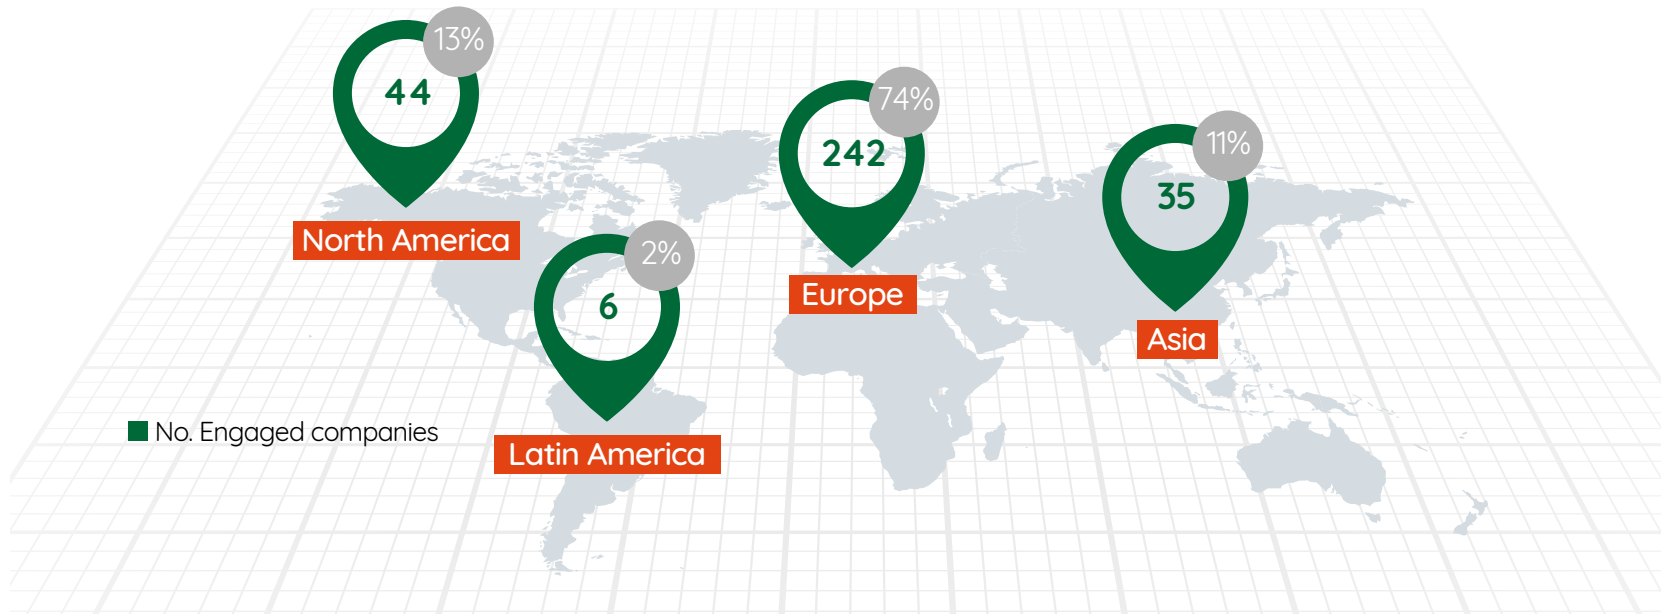 13%
44
North America
2%
6
Latin America
74%
242
Europe
11%
35
Asia
No. Engaged companies